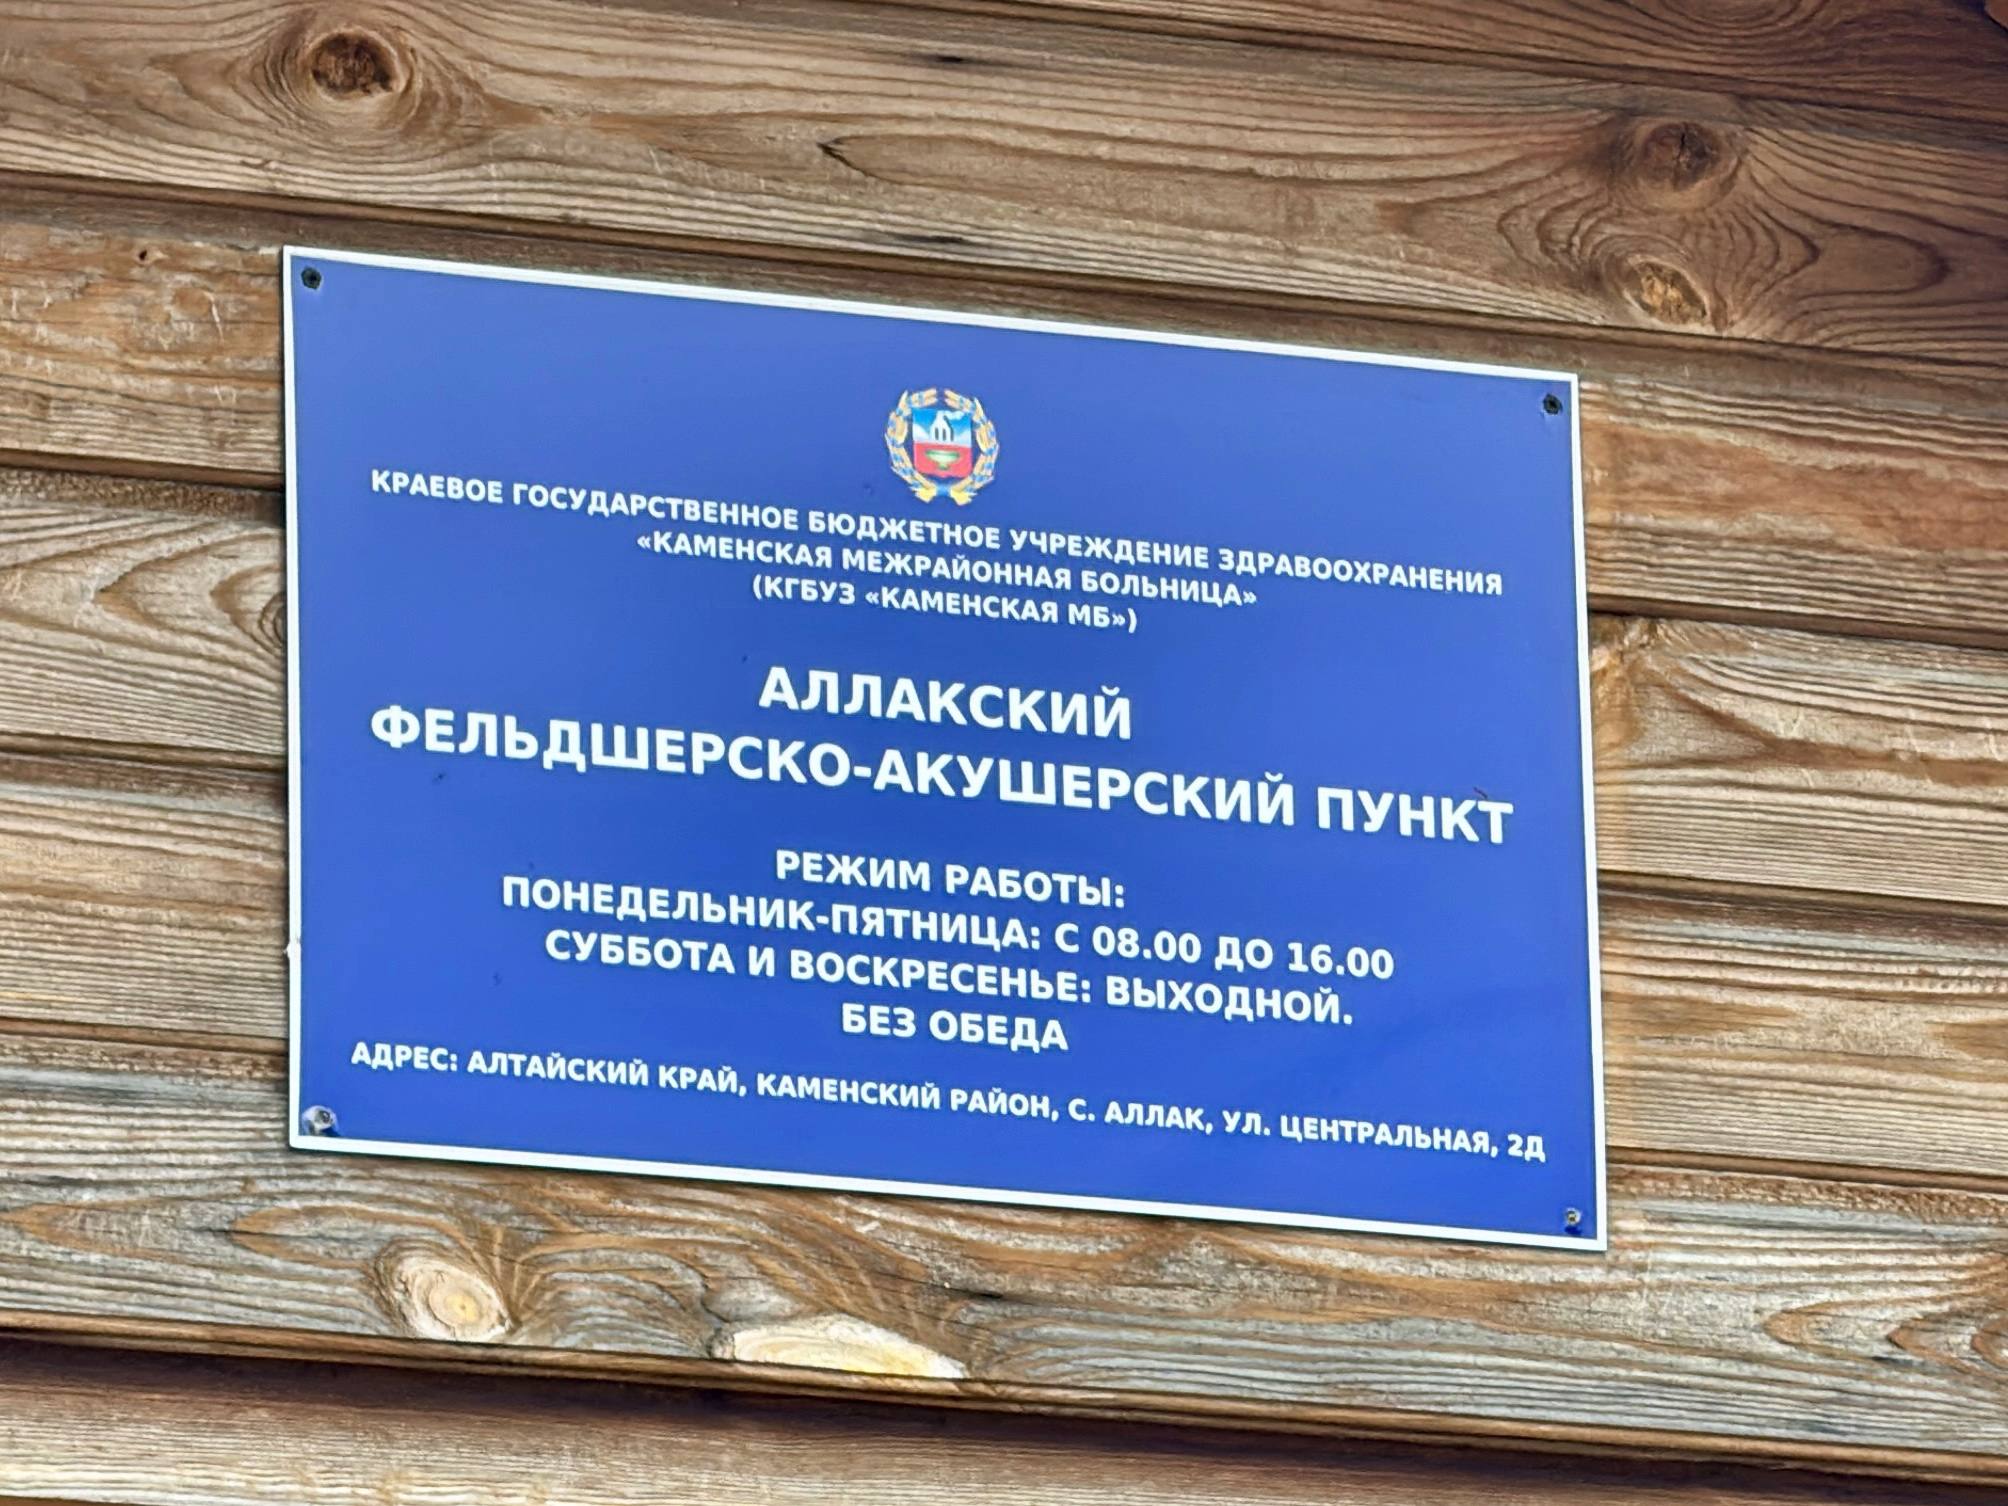 КРАЕВОЕ ГОСУДАРСТВЕННОЕ БЮДЖЕТНОЕ УЧРЕЖДЕНИЕ ЗДРАВООХРАНЕНИЯ
«КАМЕНСКАЯ МЕЖРАЙОННАЯ БОЛЬНИЦА»
(КГБУЗ «КАМЕНСКАЯ МБ»)
АЛЛАКСКИЙ
ФЕЛЬДШЕРСКО-АКУШЕРСКИЙ ПУНКТ
РЕЖИМ РАБОТЫ:
ПОНЕДЕЛЬНИК-ПЯТНИЦА: С 08.00 ДО 16.00
СУББОТА И ВОСКРЕСЕНЬЕ: ВЫХОДНОЙ.
БЕЗ ОБЕДА
АДРЕС: АЛТАЙСКИЙ КРАЙ, КАМЕНСКИЙ РАЙОН, С. АЛЛАК, УЛ. ЦЕНТРАЛЬНАЯ, 2Д